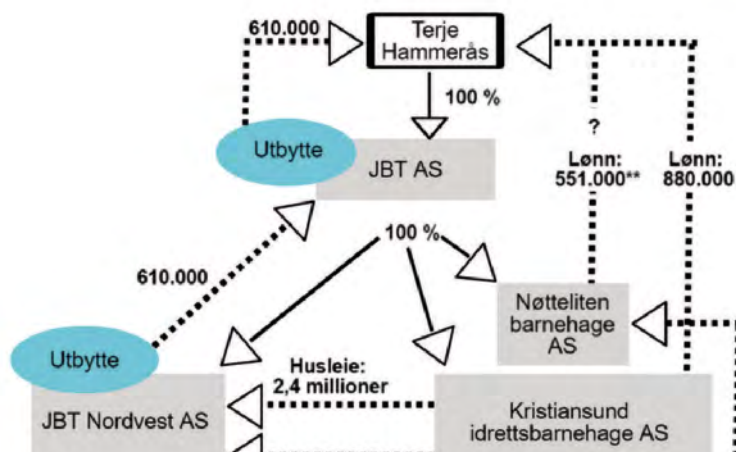 610.000
Terje
Hammerås
100 %
Utbytte
JBT AS
?
Lønn:
551.000**
Lønn:
880.000
100 %
610.000
Nøtteliten
barnehage
AS
Utbytte
Husleie:
2,4 millioner
JBT Nordvest AS
Kristiansund
idrettsbarnehage AS